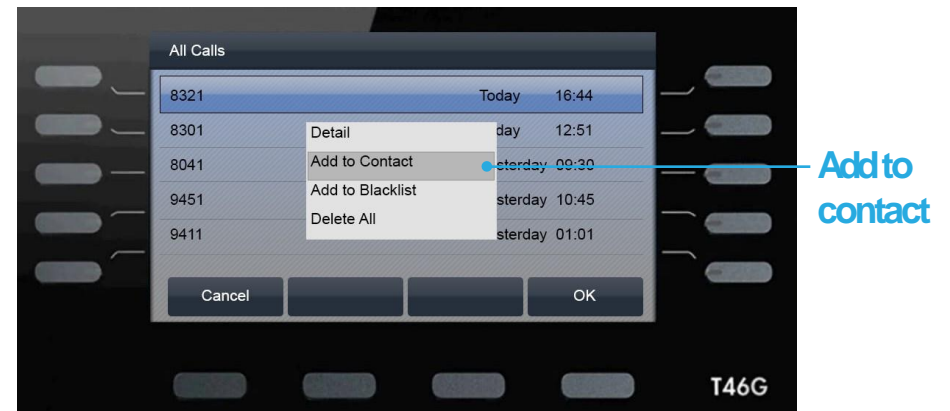 All Calls
8321 Today 16:44
8301 day 12:51
8041 sterday 09:30
9451 sterday 10:45
9411 sterday 01:01
Detail
Add to Contact
Add to Blacklist
Delete All
Cancel OK
T46G
Add to
contact